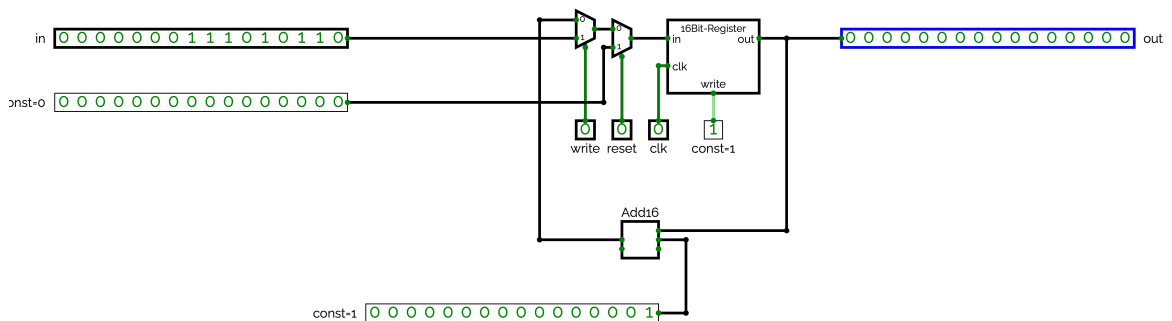 0
0
16Bit-Register
in 0 0 0 0 0 0 0 1 1 1 0 1 0 1 1 0
1
in out
0 0 0 0 0 0 0 0 0 0 0 0 0 0 0 0 out
1
clk
write
onst=0 0 0 0 0 0 0 0 0 0 0 0 0 0 0 0 0
0 0 0 1
write reset clk const=1
Add16
const=1 0 0 0 0 0 0 0 0 0 0 0 0 0 0 0 1